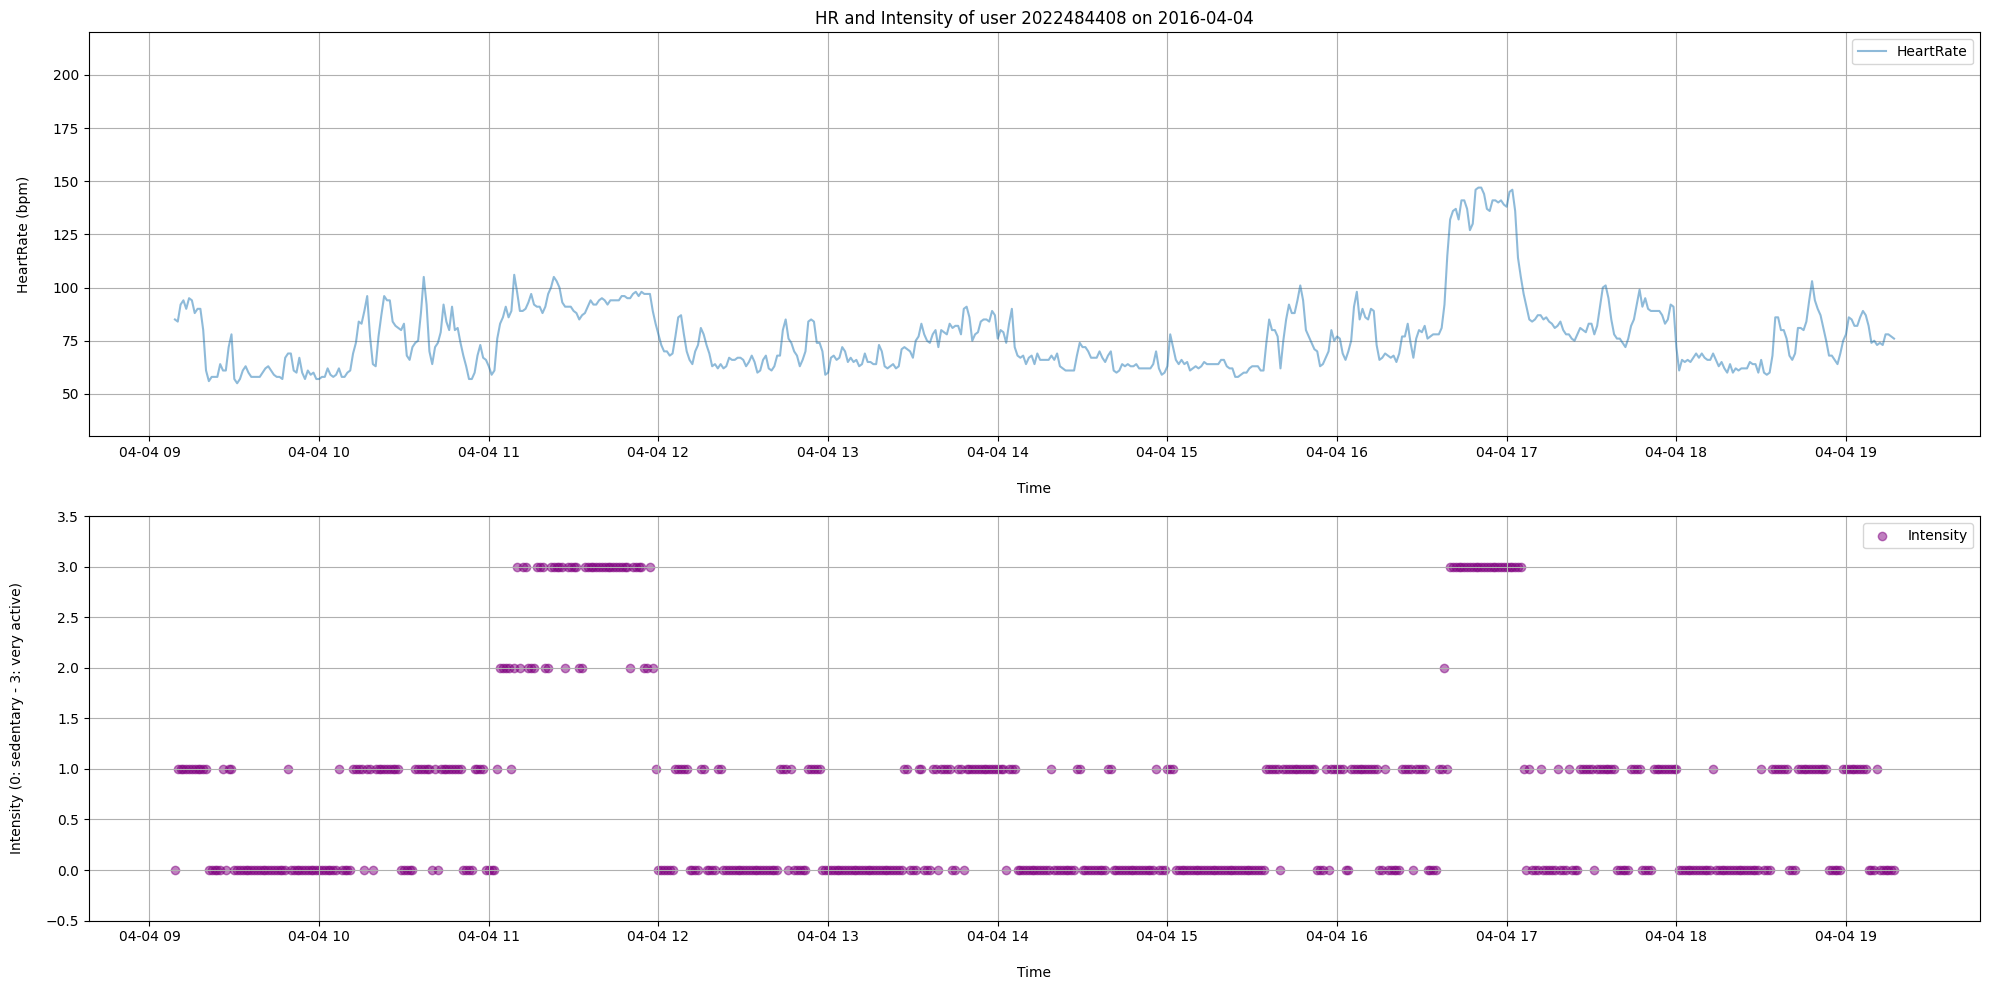 HR and Intensity of user 2022484408 on 2016-04-04
HeartRate
200
175
150
125
100
75
50
HeartRate (bpm)
04-04 09 04-04 10 04-04 11 04-04 12 04-04 13 04-04 14 04-04 15 04-04 16 04-04 17 04-04 18 04-04 19
Time
Intensity
3.5
3.0
2.5
2.0
1.5
1.0
0.5
0.0
−0.5
Intensity (0: sedentary - 3: very active)
04-04 09 04-04 10 04-04 11 04-04 12 04-04 13 04-04 14 04-04 15 04-04 16 04-04 17 04-04 18 04-04 19
Time